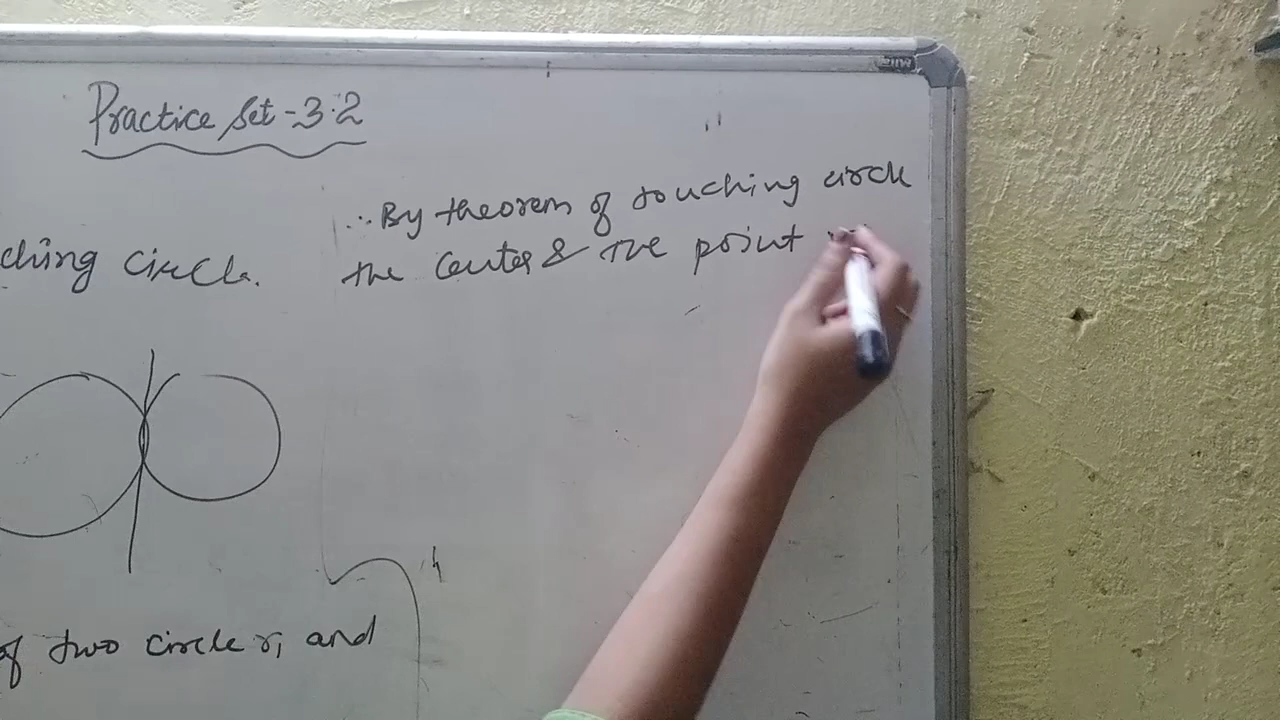 Practice Set - 3.2
ching circle.
of two circle r₁ and
∴ By theorem of touching circle
the Center & the point